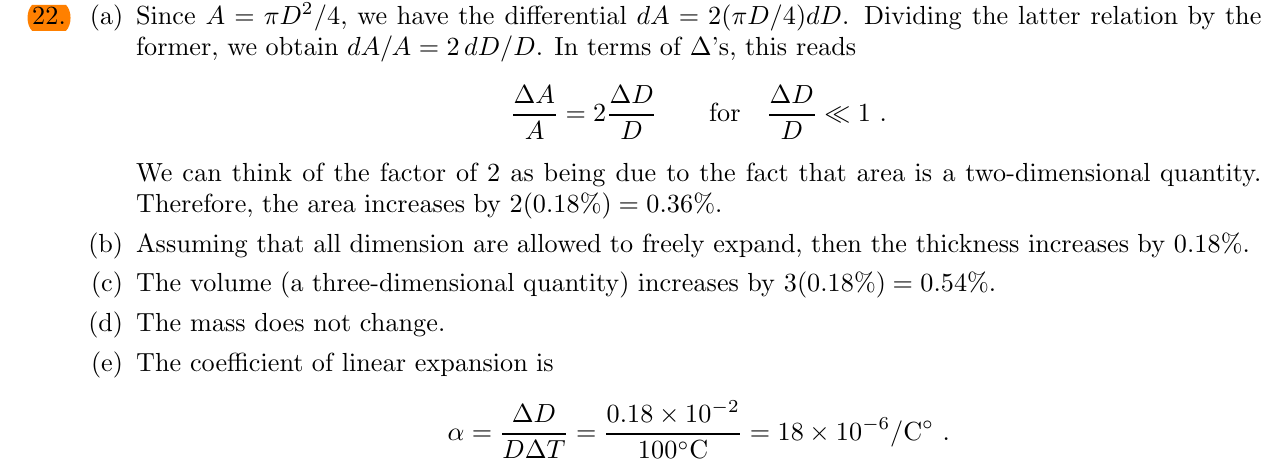 22. (a) Since A = πD²/4, we have the differential dA = 2(πD/4)dD. Dividing the latter relation by the
former, we obtain dA/A = 2 dD/D. In terms of Δ's, this reads
ΔA/A = 2 ΔD/D for ΔD/D ≪ 1 .
We can think of the factor of 2 as being due to the fact that area is a two-dimensional quantity.
Therefore, the area increases by 2(0.18%) = 0.36%.
(b) Assuming that all dimension are allowed to freely expand, then the thickness increases by 0.18%.
(c) The volume (a three-dimensional quantity) increases by 3(0.18%) = 0.54%.
(d) The mass does not change.
(e) The coefficient of linear expansion is
α = ΔD/DΔT = 0.18 × 10⁻²/100°C = 18 × 10⁻⁶/C° .